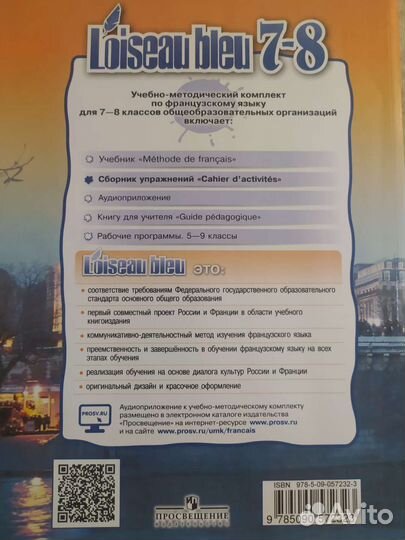 L'oiseau bleu 7-8
Учебно-методический комплект
по французскому языку
для 7—8 классов общеобразовательных организаций
включает:
Учебник «Méthode de français»
Сборник упражнений «Cahier d'activités»
Аудиоприложение
Книгу для учителя «Guide pédagogique»
Рабочие программы. 5—9 классы
L'oiseau bleu это:
соответствие требованиям Федерального государственного образовательного
стандарта основного общего образования
первый совместный проект России и Франции в области учебного
книгоиздания
коммуникативно-деятельностный метод изучения французского языка
преемственность и завершённость в обучении французскому языку на всех
этапах обучения
реализация обучения на основе диалога культур России и Франции
оригинальный дизайн и красочное оформление
PROSV.RU
Аудиоприложение к учебно-методическому комплекту
размещено в электронном каталоге издательства
«Просвещение» на интернет-ресурсе www.prosv.ru
и на сайте www.prosv.ru/umk/francais
ПРОСВЕЩЕНИЕ
ИЗДАТЕЛЬСТВО
ISBN 978-5-09-057232-3
9 785090 572323
Avito